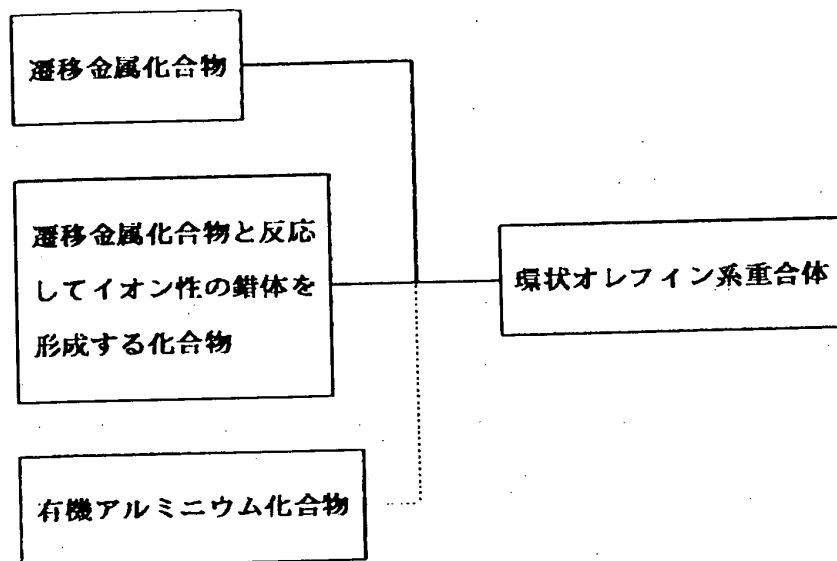 遷移金属化合物
遷移金属化合物と反応
してイオン性の錯体を
形成する化合物
環状オレフィン系重合体
有機アルミニウム化合物